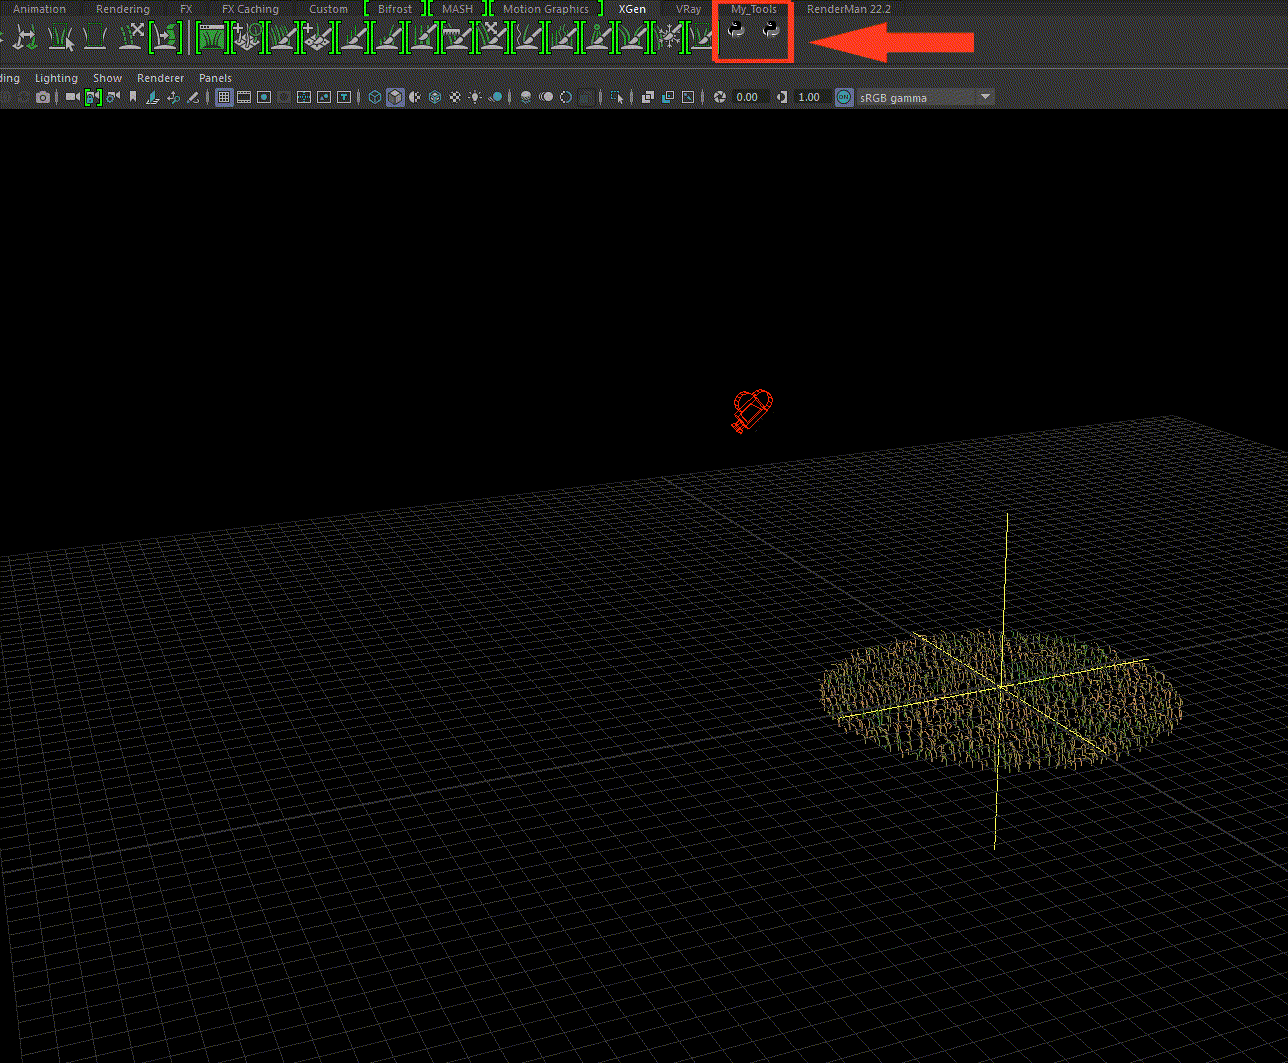 Animation Rendering FX FX Caching Custom Bifrost MASH Motion Graphics XGen VRay My_Tools RenderMan 22.2
ding Lighting Show Renderer Panels
0.00 1.00 ON sRGB gamma